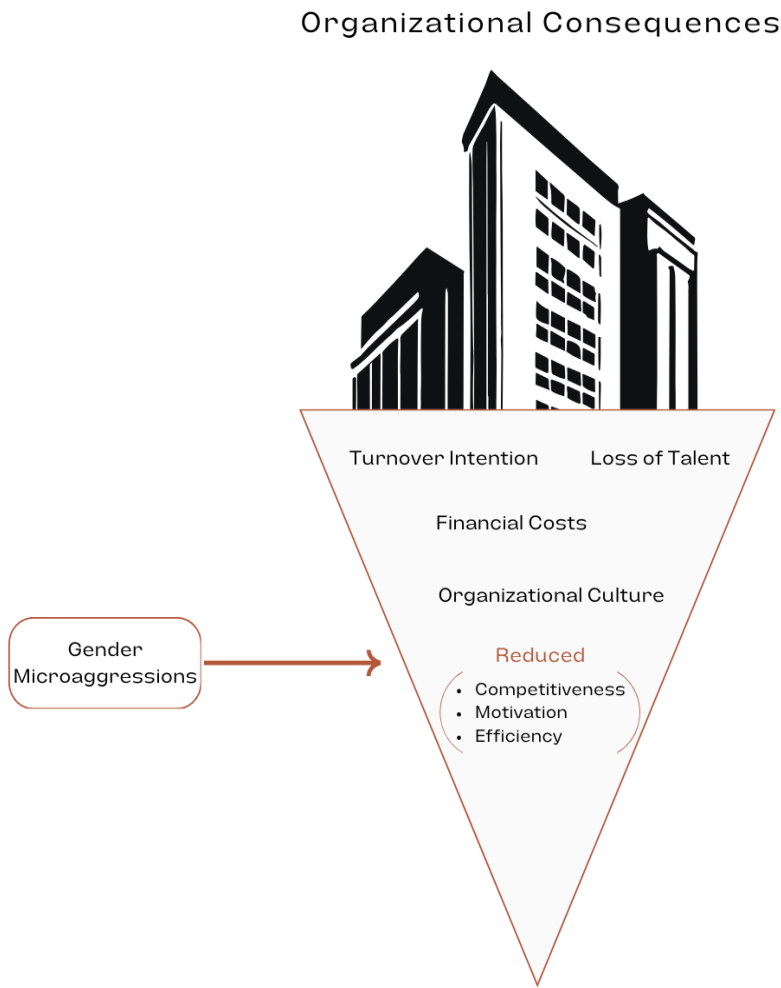 Organizational Consequences
Turnover Intention
Loss of Talent
Financial Costs
Organizational Culture
Gender
Microaggressions
Reduced
• Competitiveness
• Motivation
• Efficiency